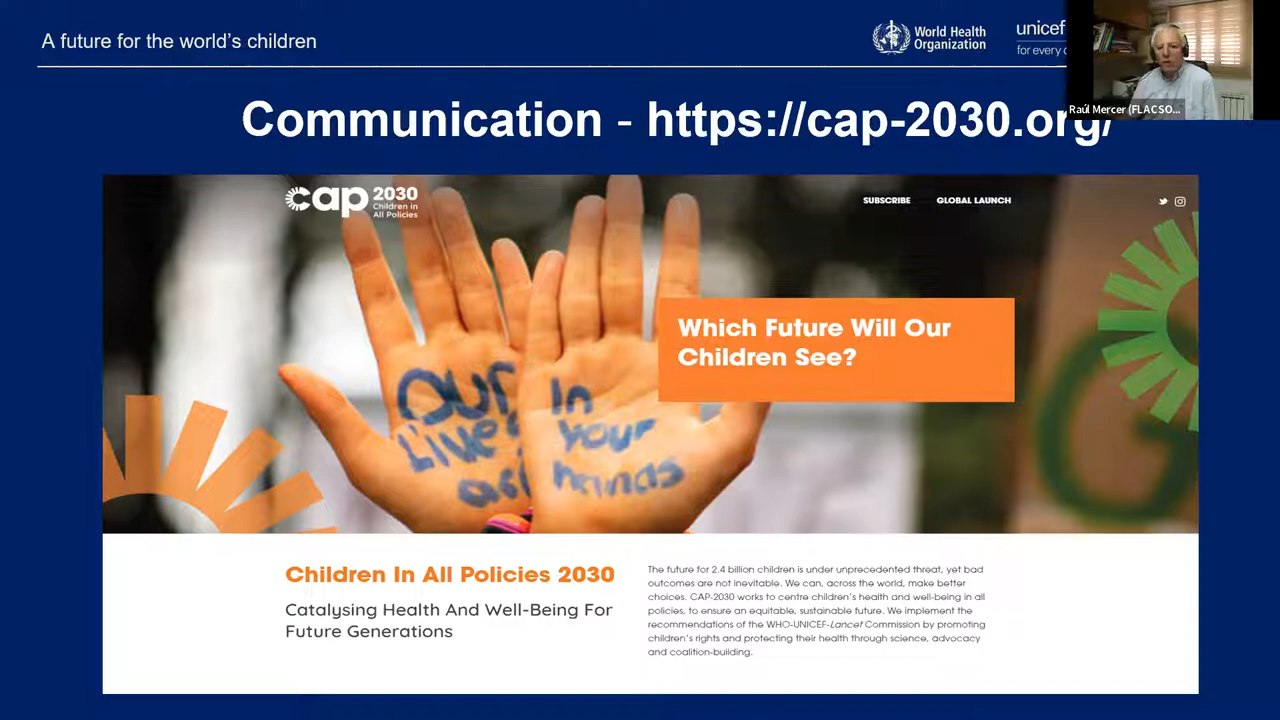 A future for the world's children
World Health
Organization
unicef
for every
Raúl Mercer (FLACSO...
Communication - https://cap-2030.org/
cap 2030
Children in
All Policies
SUBSCRIBE
GLOBAL LAUNCH
Which Future Will Our
Children See?
our
Live
in
your
hands
G
Children In All Policies 2030
Catalysing Health And Well-Being For
Future Generations
The future for 2.4 billion children is under unprecedented threat, yet bad
outcomes are not inevitable. We can, across the world, make better
choices. CAP-2030 works to centre children's health and well-being in all
policies, to ensure an equitable, sustainable future. We implement the
recommendations of the WHO-UNICEF-Lancet Commission by promoting
children's rights and protecting their health through science, advocacy
and coalition-building.